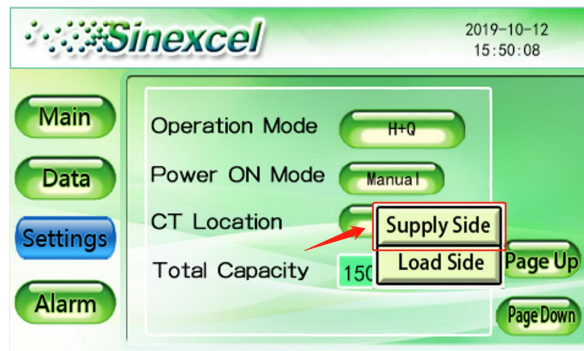 Sinexcel
2019-10-12
15:50:08
Main
Data
Settings
Alarm
Operation Mode
H+Q
Power ON Mode
Manual
CT Location
Supply Side
Load Side
Total Capacity
150
Page Up
Page Down